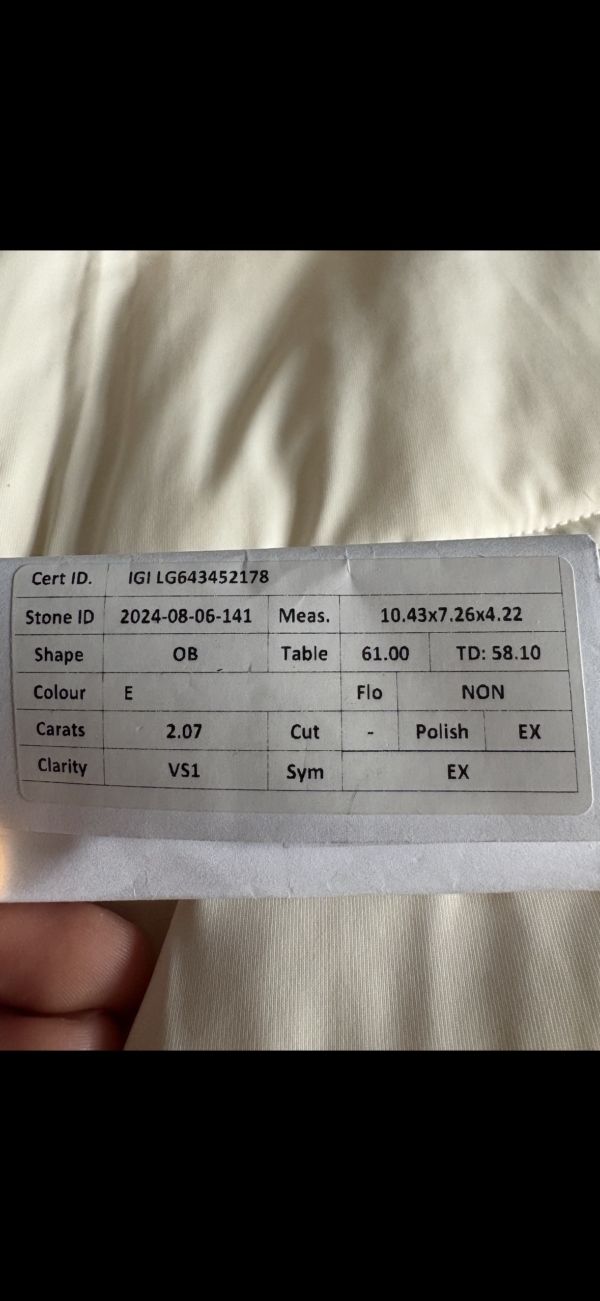 Cert ID. IGI LG643452178
Stone ID 2024-08-06-141 Meas. 10.43x7.26x4.22
Shape OB Table 61.00 TD: 58.10
Colour E Flo NON
Carats 2.07 Cut - Polish EX
Clarity VS1 Sym EX